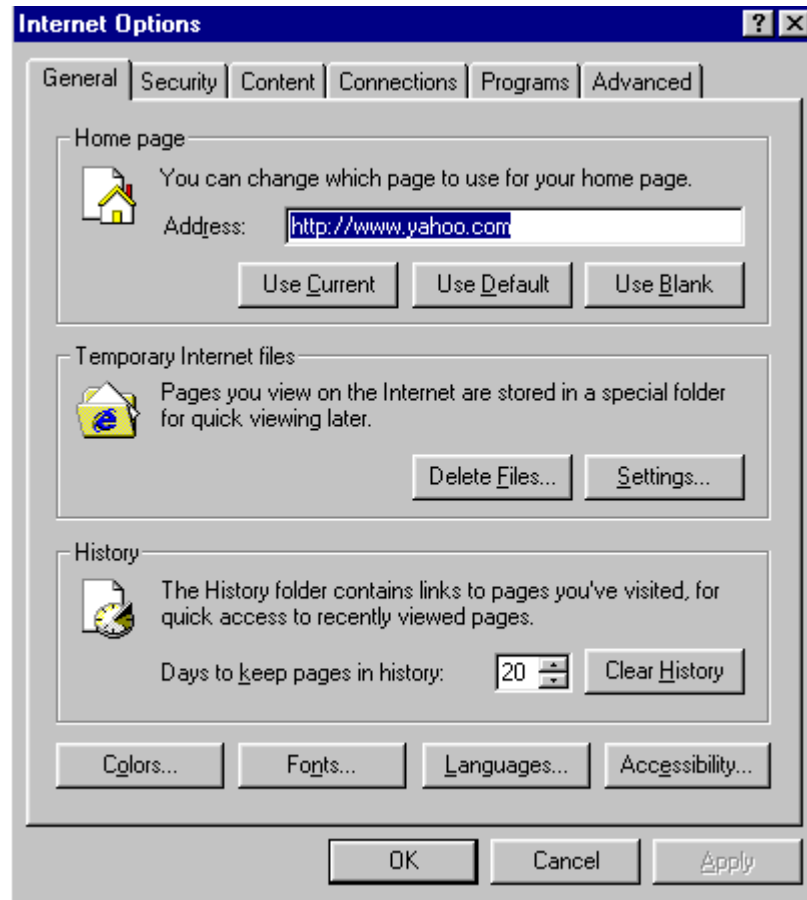 Internet Options
General Security Content Connections Programs Advanced
Home page
You can change which page to use for your home page.
Address: http://www.yahoo.com
Use Current Use Default Use Blank
Temporary Internet files
Pages you view on the Internet are stored in a special folder
for quick viewing later.
Delete Files... Settings...
History
The History folder contains links to pages you've visited, for
quick access to recently viewed pages.
Days to keep pages in history: 20 Clear History
Colors... Fonts... Languages... Accessibility...
OK Cancel Apply